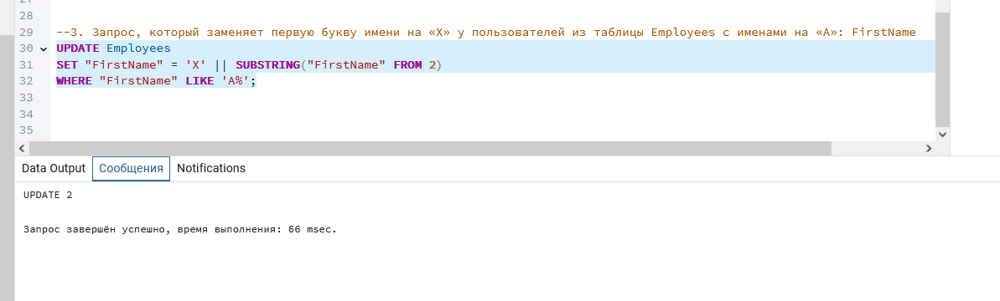 27
28
29 --3. Запрос, который заменяет первую букву имени на «X» у пользователей из таблицы Employees с именами на «A»: FirstName
30 UPDATE Employees
31 SET "FirstName" = 'X' || SUBSTRING("FirstName" FROM 2)
32 WHERE "FirstName" LIKE 'A%';
33
34
35
Data Output Сообщения Notifications
UPDATE 2
Запрос завершён успешно, время выполнения: 66 msec.